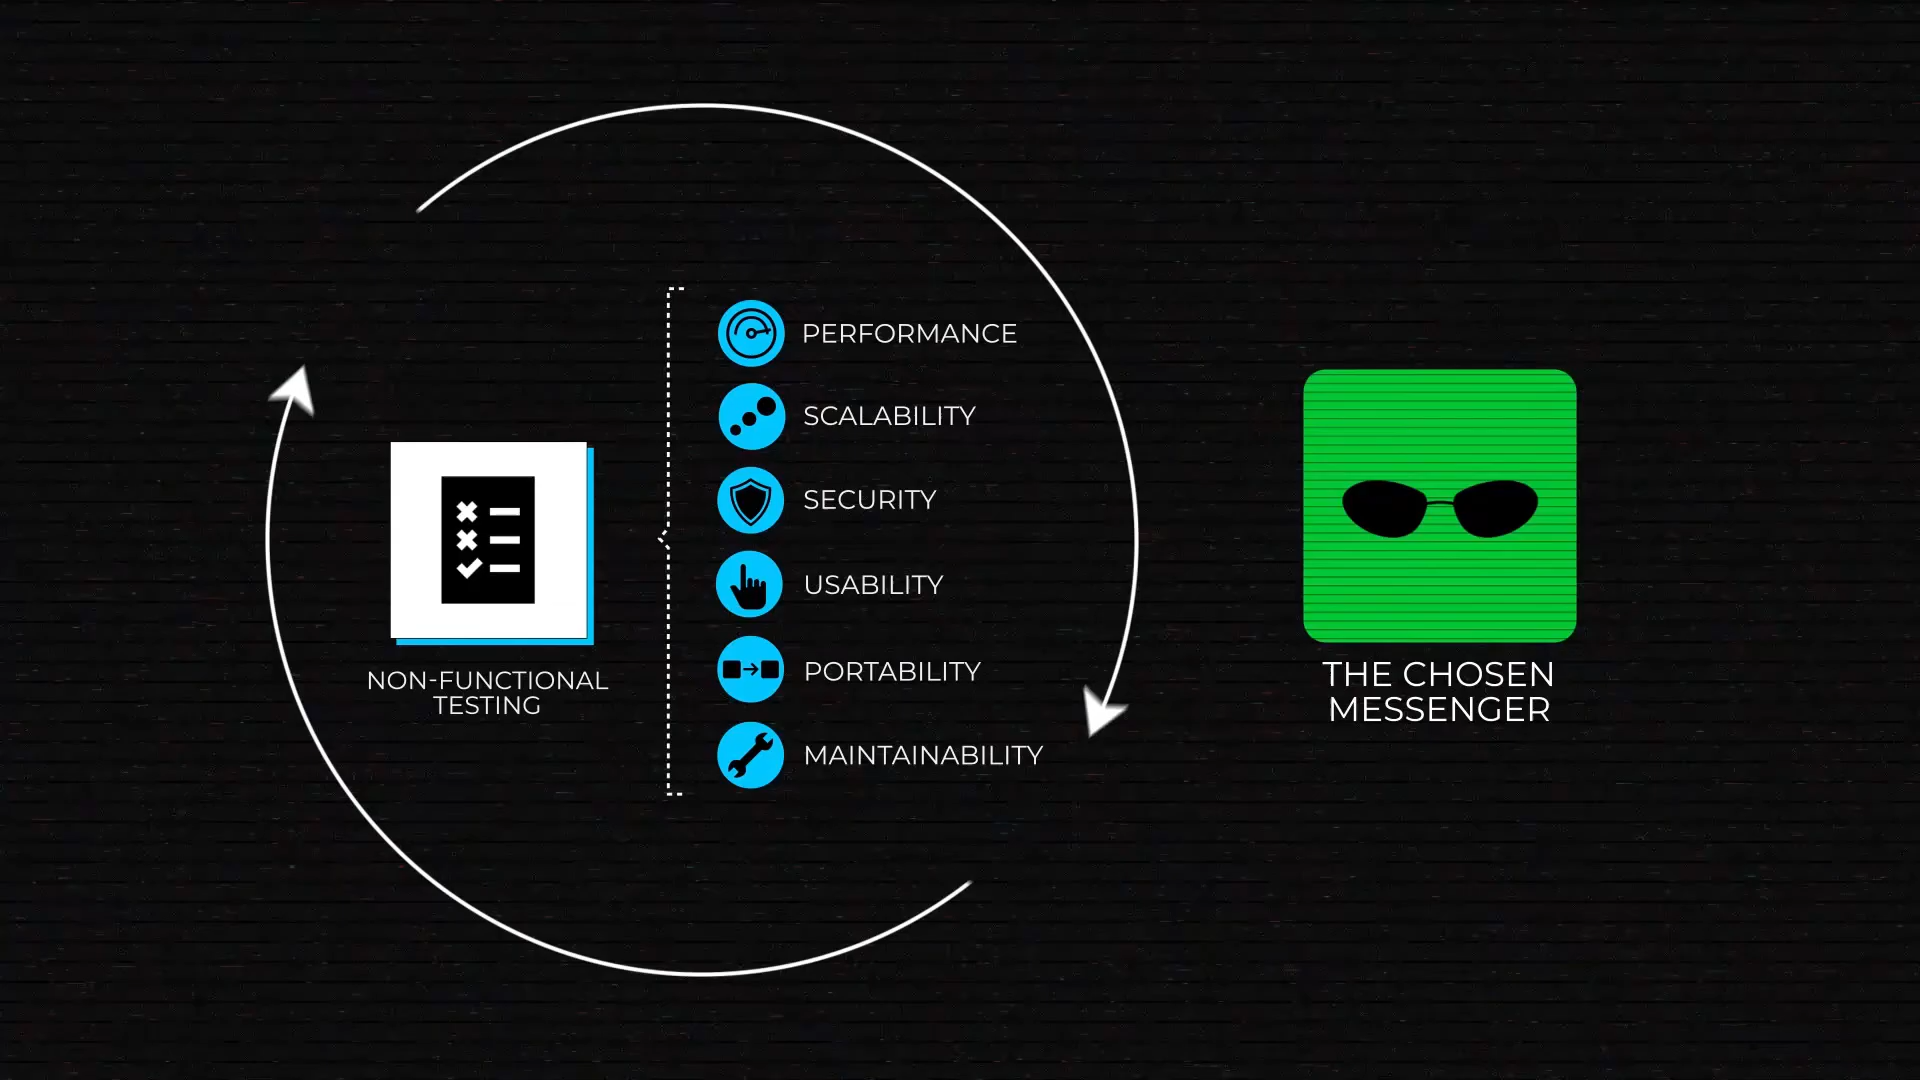 NON-FUNCTIONAL
TESTING
PERFORMANCE
SCALABILITY
SECURITY
USABILITY
PORTABILITY
MAINTAINABILITY
THE CHOSEN
MESSENGER